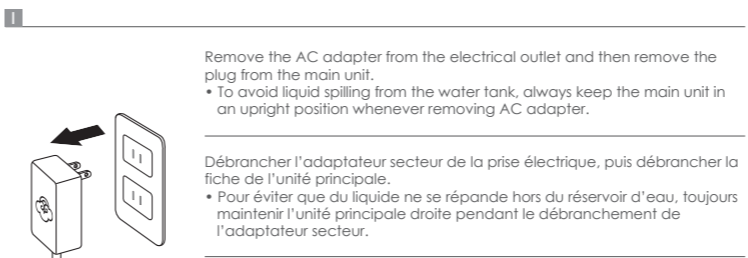 1
Remove the AC adapter from the electrical outlet and then remove the
plug from the main unit.
• To avoid liquid spilling from the water tank, always keep the main unit in
an upright position whenever removing AC adapter.
Débrancher l’adaptateur secteur de la prise électrique, puis débrancher la
fiche de l’unité principale.
• Pour éviter que du liquide ne se répande hors du réservoir d’eau, toujours
maintenir l’unité principale droite pendant le débranchement de
l’adaptateur secteur.